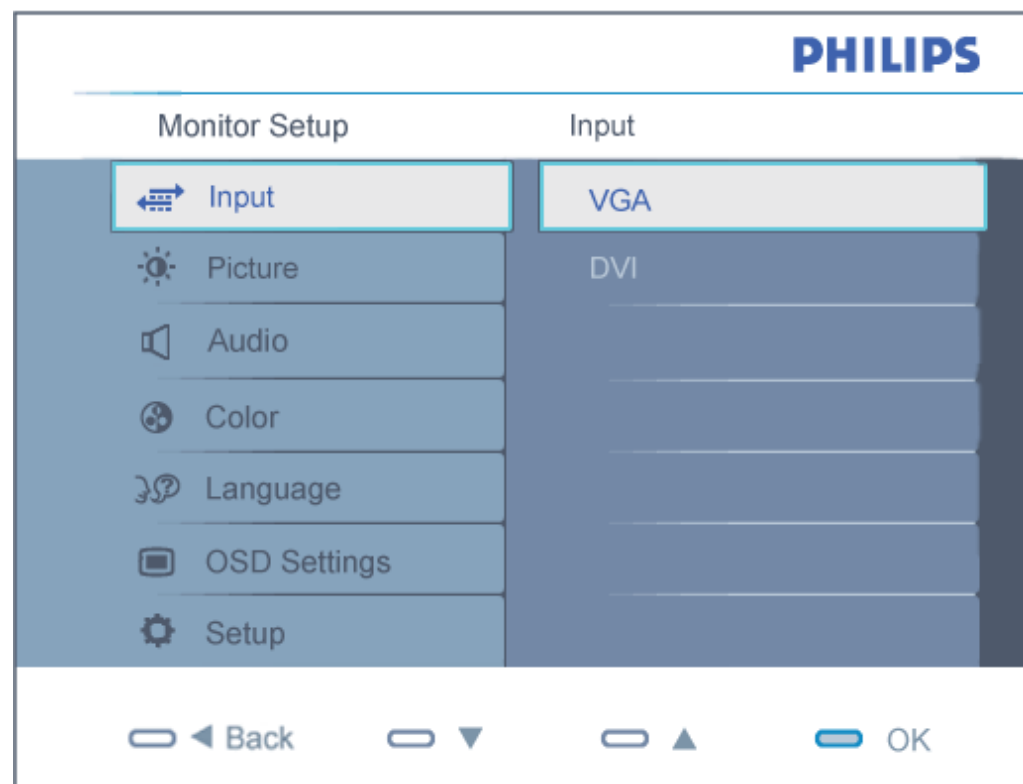 PHILIPS
Monitor Setup Input
Input VGA
Picture DVI
Audio
Color
Language
OSD Settings
Setup
Back OK